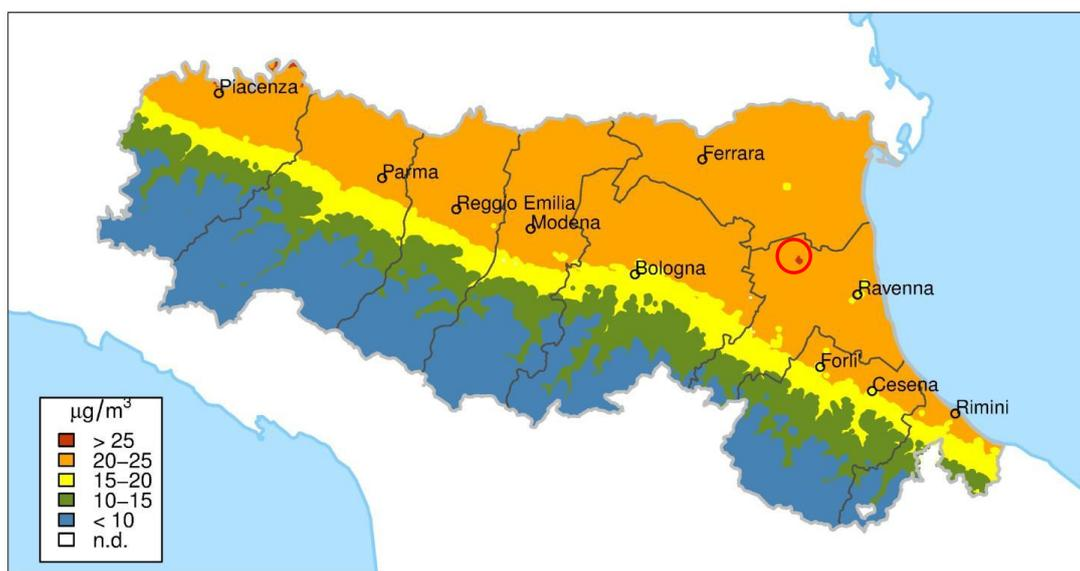 Piacenza
Ferrara
Parma
Reggio Emilia
Modena
Bologna
Ravenna
Forli'
Cesena
Rimini
μg/m³
> 25
20−25
15−20
10−15
< 10
n.d.